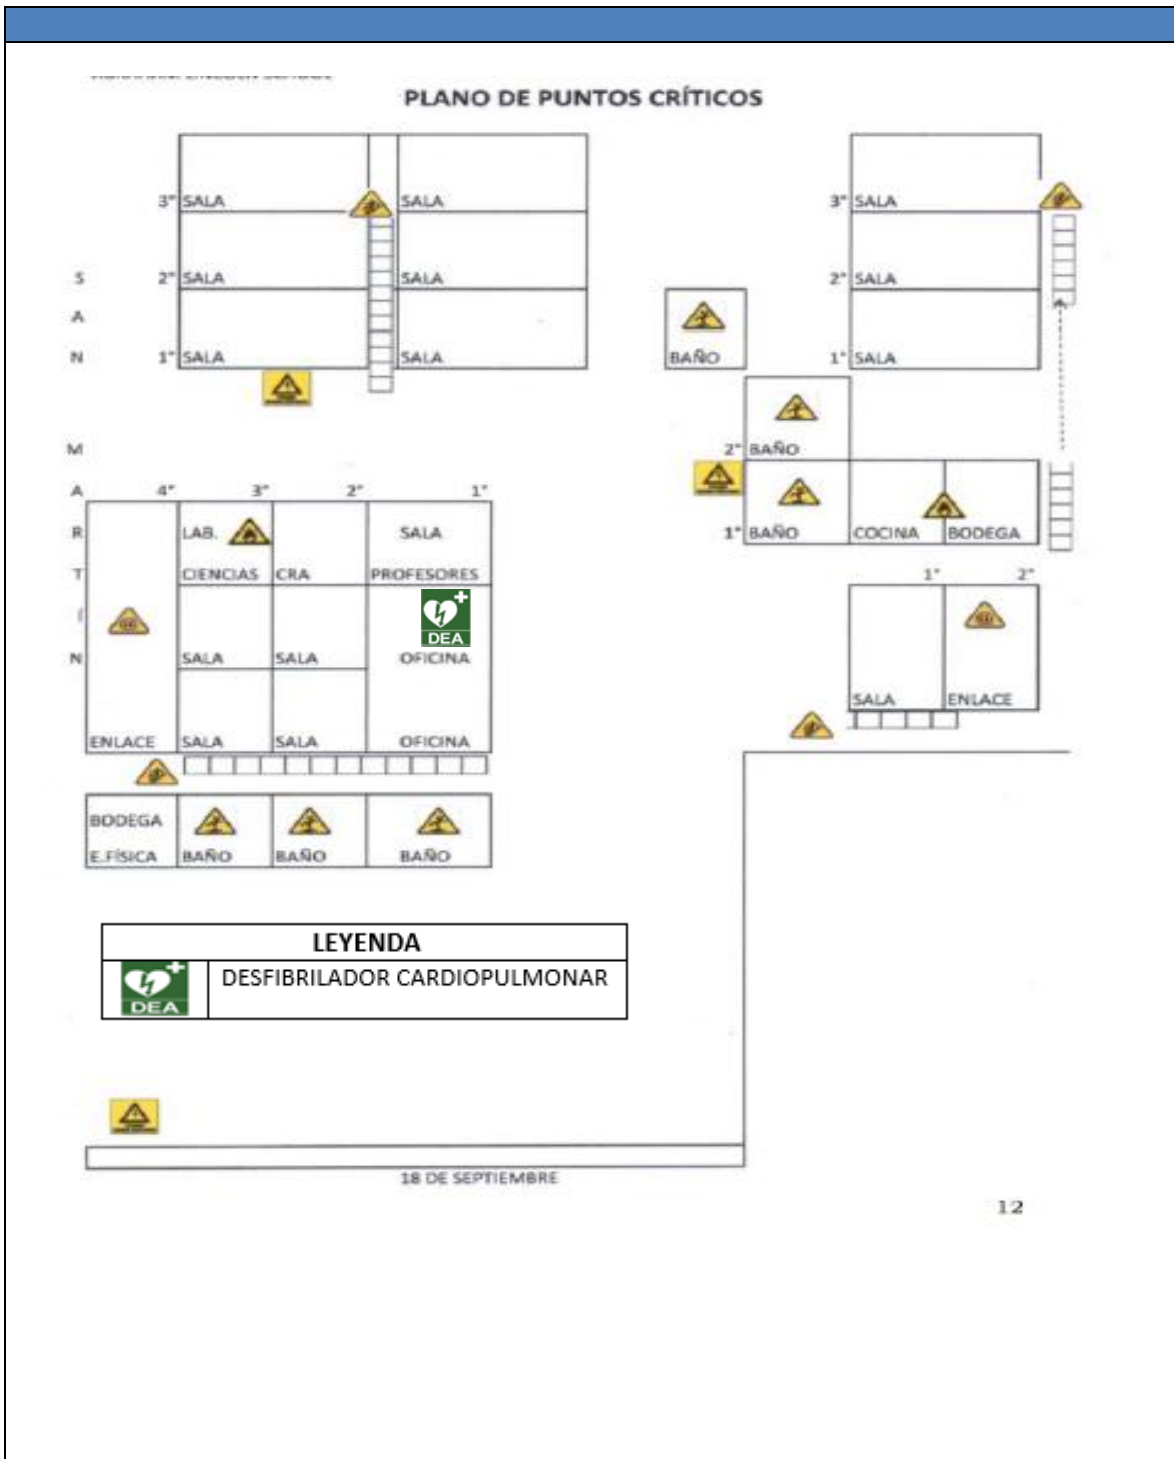 PLANO DE PUNTOS CRÍTICOS
3° SALA SALA
2° SALA SALA
1° SALA SALA
3° SALA
2° SALA
1° SALA
BAÑO
2° BAÑO
1° BAÑO COCINA BODEGA
SAN MARTÍN
4° 3° 2° 1°
LAB. SALA
CIENCIAS CRA PROFESORES
DEA
SALA SALA OFICINA
ENLACE SALA SALA OFICINA
BODEGA
E.FÍSICA BAÑO BAÑO BAÑO
1° 2°
SALA ENLACE
LEYENDA
DEA DESFIBRILADOR CARDIOPULMONAR
18 DE SEPTIEMBRE
12